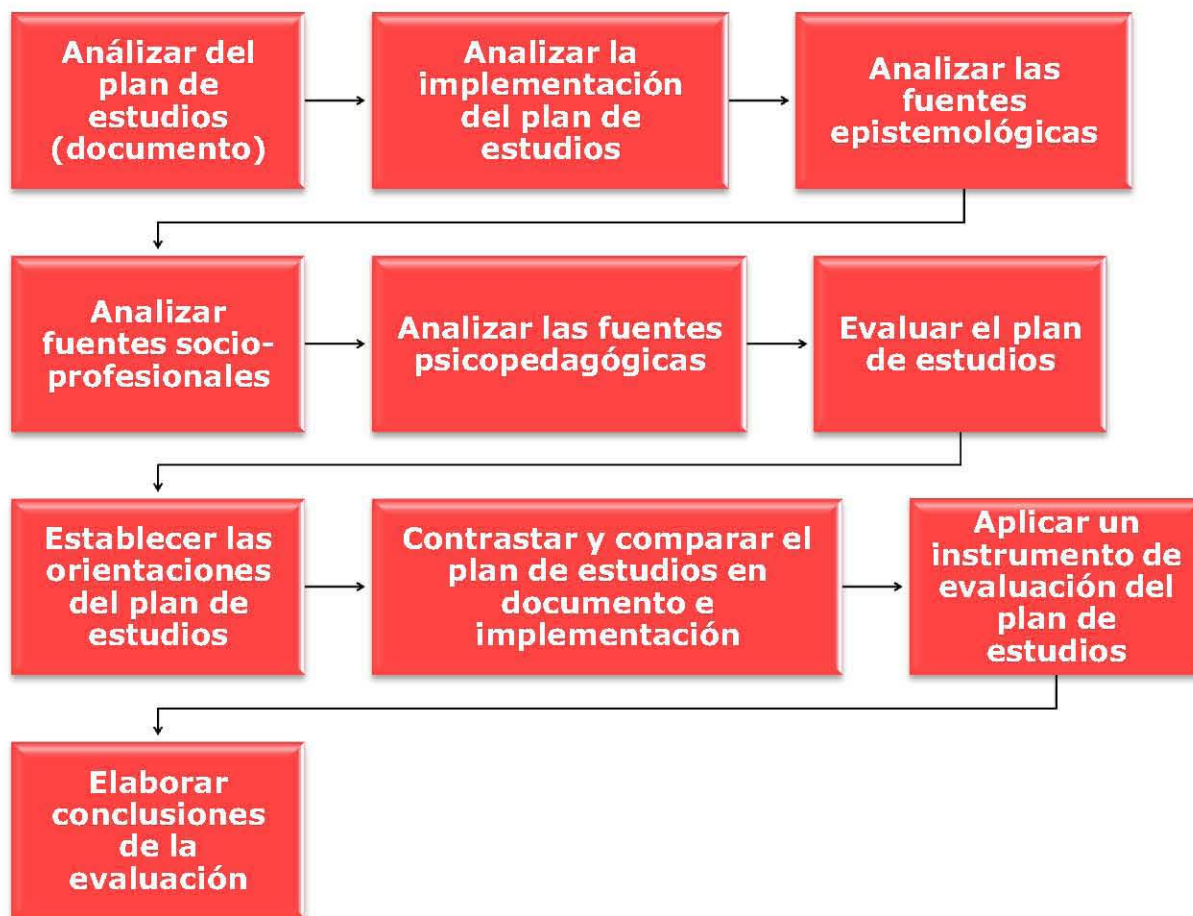 Análizar del
plan de
estudios
(documento)
Analizar la
implementación
del plan de
estudios
Analizar las
fuentes
epistemológicas
Analizar
fuentes socio-
profesionales
Analizar las fuentes
psicopedagógicas
Evaluar el plan
de estudios
Establecer las
orientaciones
del plan de
estudios
Contrastar y comparar el
plan de estudios en
documento e
implementación
Aplicar un
instrumento de
evaluación del
plan de
estudios
Elaborar
conclusiones
de la
evaluación